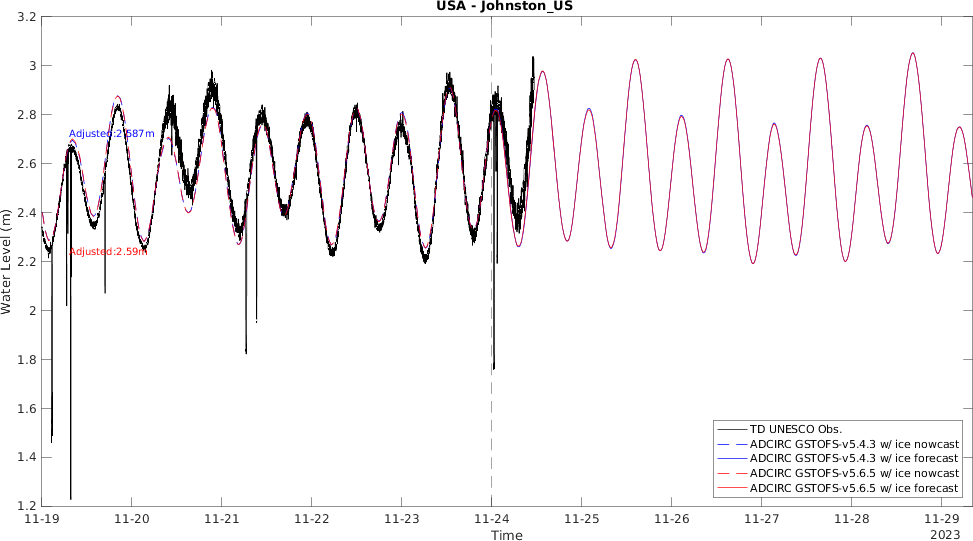 USA - Johnston_US
3.2
3
2.8
2.6
2.4
2.2
2
1.8
1.6
1.4
1.2
Water Level (m)
Adjusted:2.587m
Adjusted:2.59m
TD UNESCO Obs.
ADCIRC GSTOFS-v5.4.3 w/ ice nowcast
ADCIRC GSTOFS-v5.4.3 w/ ice forecast
ADCIRC GSTOFS-v5.6.5 w/ ice nowcast
ADCIRC GSTOFS-v5.6.5 w/ ice forecast
11-19 11-20 11-21 11-22 11-23 11-24 11-25 11-26 11-27 11-28 11-29
Time
2023